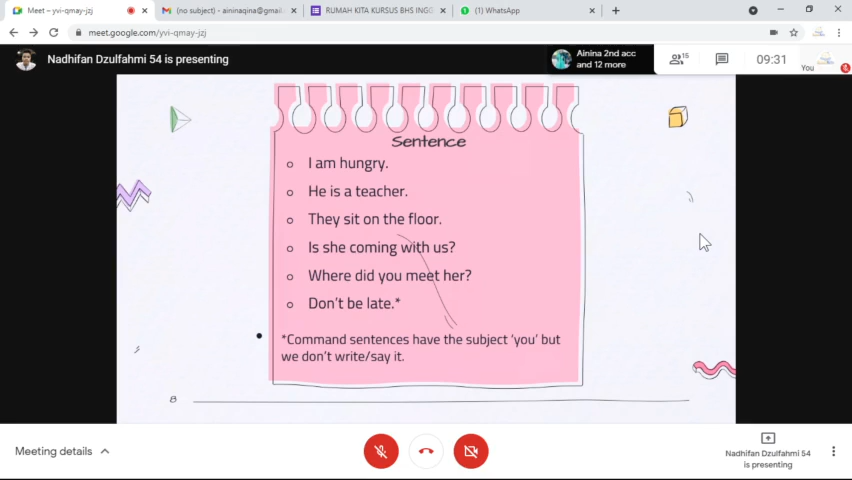 Meet – yvi-qmay-jzj
(no subject) - aininaqina@gmail.
RUMAH KITA KURSUS BHS INGG
(1) WhatsApp
meet.google.com/yvi-qmay-jzj
Nadhifan Dzulfahmi 54 is presenting
Ainina 2nd acc
and 12 more
15
09:31
You
Sentence
I am hungry.
He is a teacher.
They sit on the floor.
Is she coming with us?
Where did you meet her?
Don't be late.*
*Command sentences have the subject 'you' but
we don't write/say it.
8
Meeting details
Nadhifan Dzulfahmi 54
is presenting